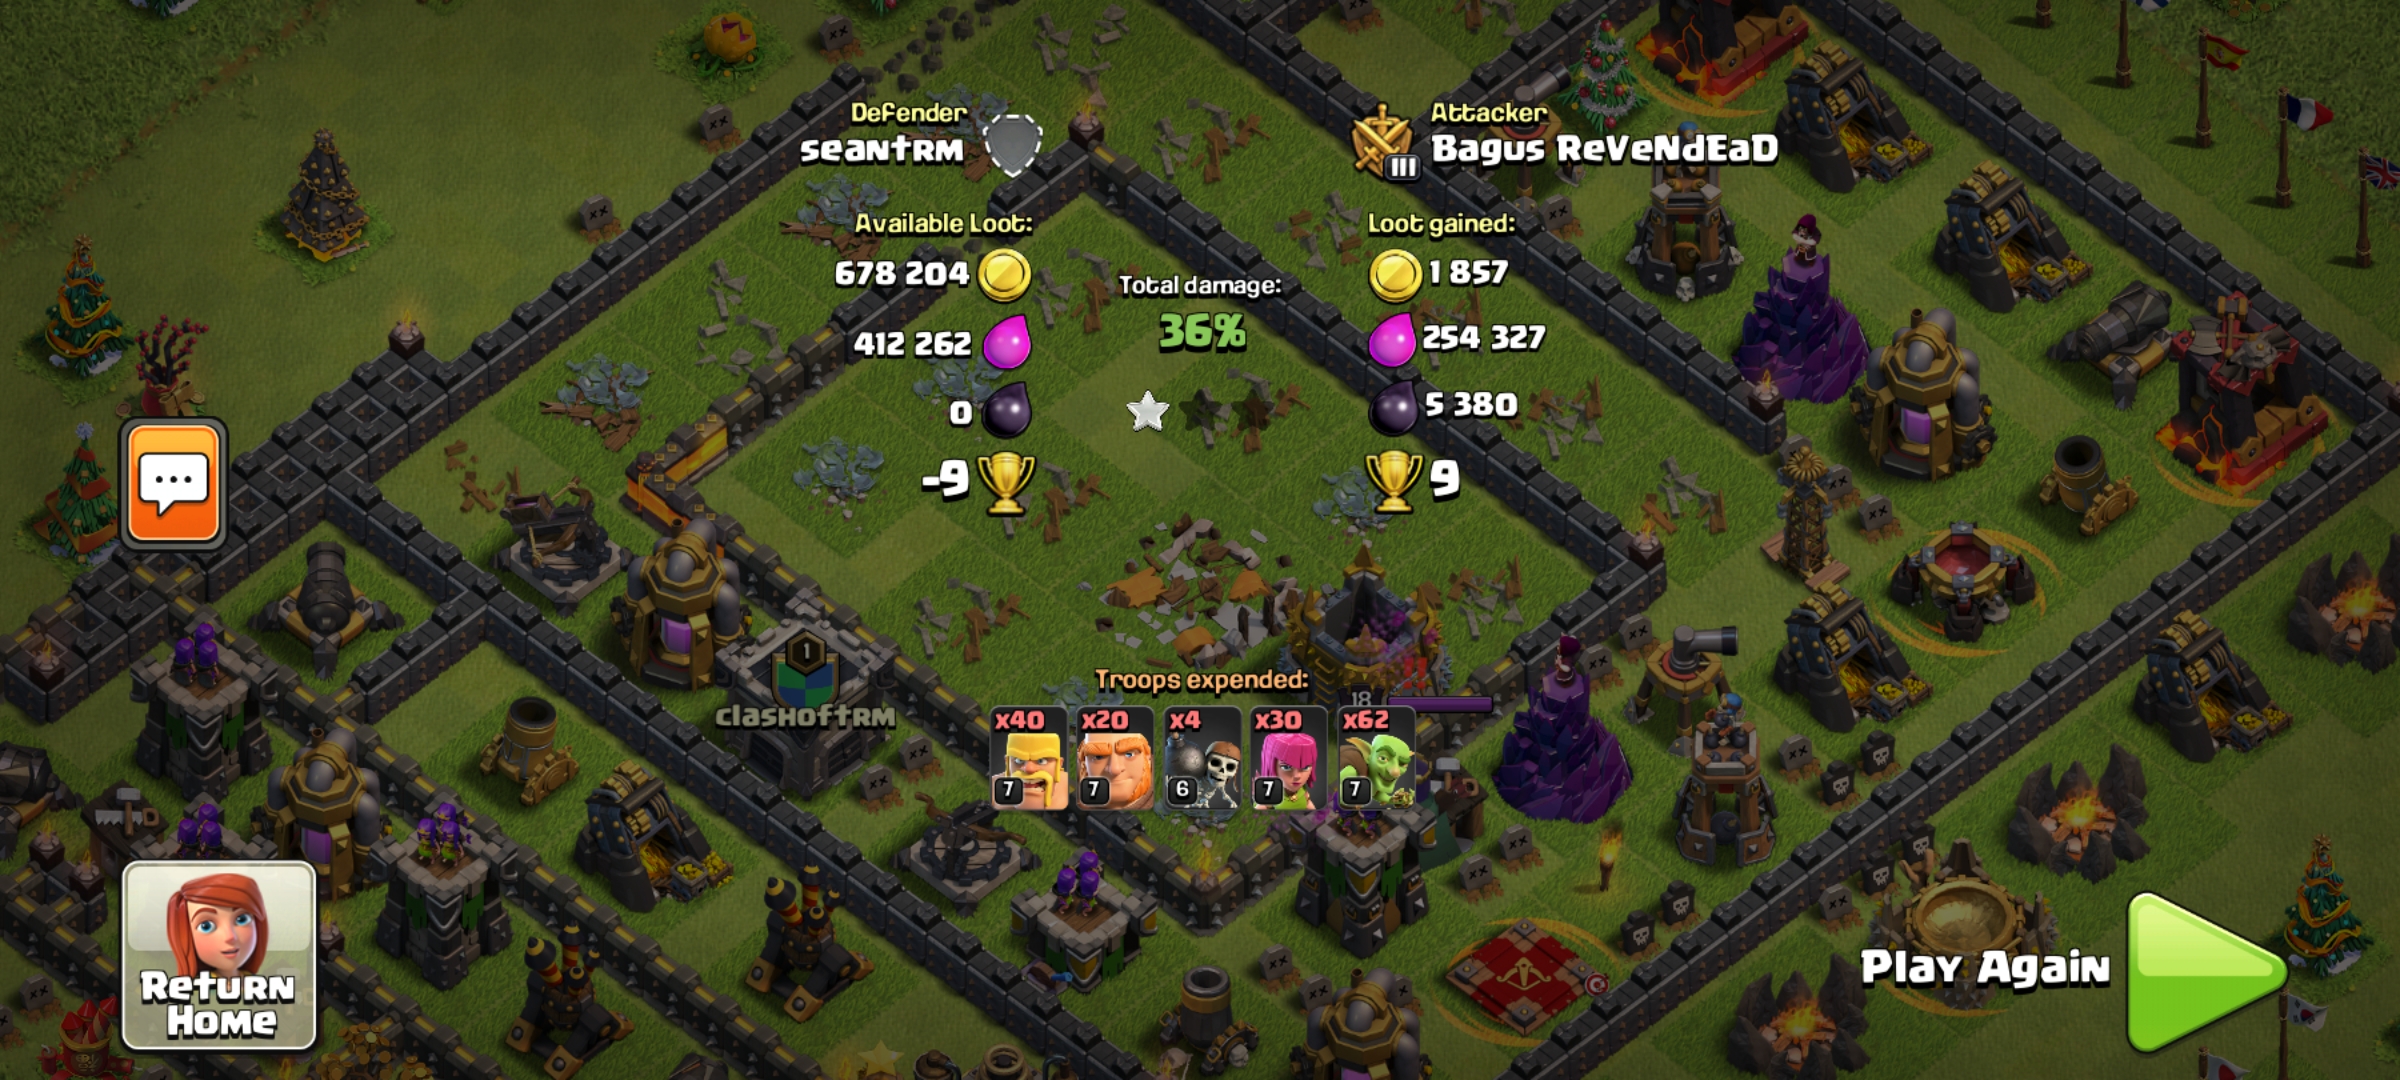 Defender
seantrm
Attacker
III
Bagus ReVeNdEaD
Available Loot:
678 204
412 262
0
-9
Total damage:
36%
Loot gained:
1 857
254 327
5 380
9
1
clashoftrm
Troops expended:
18
x40
x20
x4
x30
x62
7
7
6
7
7
Return
Home
Play Again